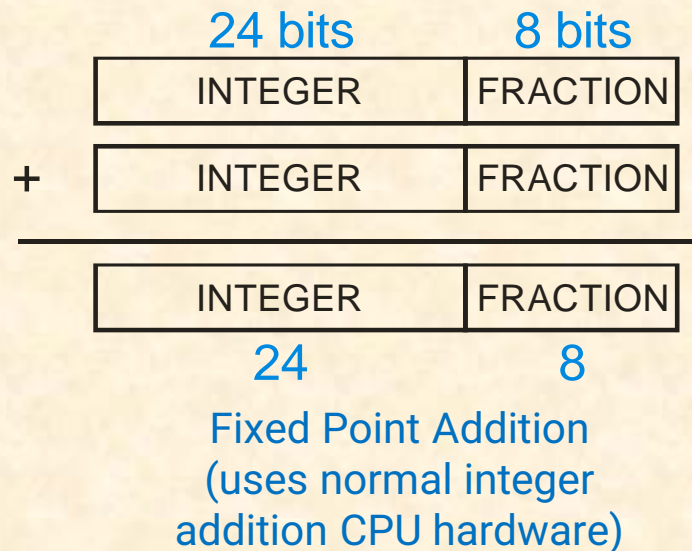 24 bits 8 bits
INTEGER FRACTION
+ INTEGER FRACTION
INTEGER FRACTION
24 8
Fixed Point Addition
(uses normal integer
addition CPU hardware)